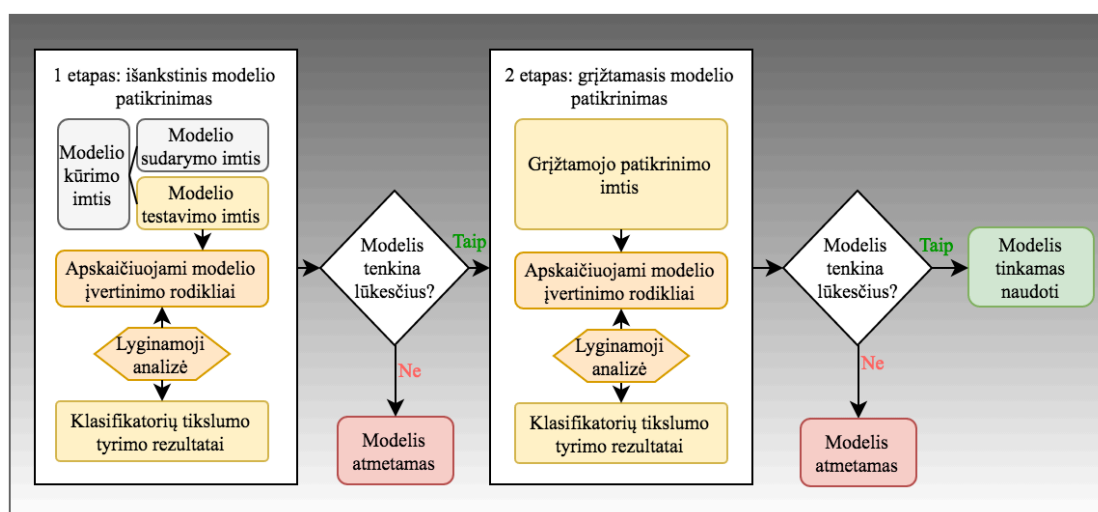 1 etapas: išankstinis modelio
patikrinimas
Modelio
kūrimo
imtis
Modelio
sudarymo imtis
Modelio
testavimo imtis
Apskaičiuojami modelio
įvertinimo rodikliai
Lyginamoji
analizė
Klasifikatorių tikslumo
tyrimo rezultatai
Modelis
tenkina
lūkesčius?
Taip
Ne
Modelis
atmetamas
2 etapas: grįžtamasis modelio
patikrinimas
Grįžtamojo patikrinimo
imtis
Apskaičiuojami modelio
įvertinimo rodikliai
Lyginamoji
analizė
Klasifikatorių tikslumo
tyrimo rezultatai
Modelis
tenkina
lūkesčius?
Taip
Ne
Modelis
tinkamas
naudoti
Modelis
atmetamas